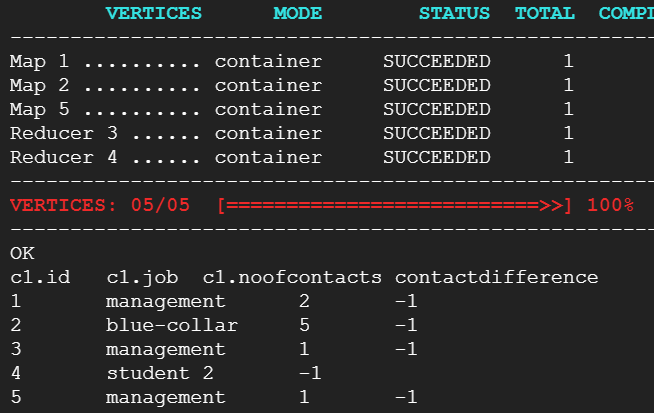 VERTICES MODE STATUS TOTAL COMPL
----------------------------------------------------------------
Map 1 .......... container SUCCEEDED 1
Map 2 .......... container SUCCEEDED 1
Map 5 .......... container SUCCEEDED 1
Reducer 3 ...... container SUCCEEDED 1
Reducer 4 ...... container SUCCEEDED 1
----------------------------------------------------------------
VERTICES: 05/05 [==========================>>] 100%
----------------------------------------------------------------
OK
c1.id c1.job c1.noofcontacts contactdifference
1 management 2 -1
2 blue-collar 5 -1
3 management 1 -1
4 student 2 -1
5 management 1 -1